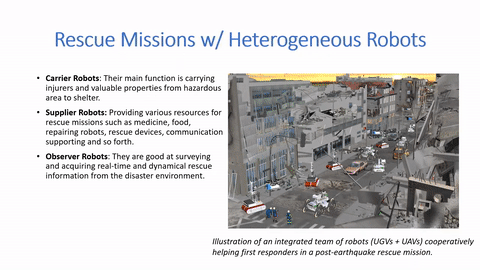 Rescue Missions w/ Heterogeneous Robots
• Carrier Robots: Their main function is carrying
injurers and valuable properties from hazardous
area to shelter.
• Supplier Robots: Providing various resources for
rescue missions such as medicine, food,
repairing robots, rescue devices, communication
supporting and so forth.
• Observer Robots: They are good at surveying
and acquiring real-time and dynamical rescue
information from the disaster environment.
Illustration of an integrated team of robots (UGVs + UAVs) cooperatively
helping first responders in a post-earthquake rescue mission.